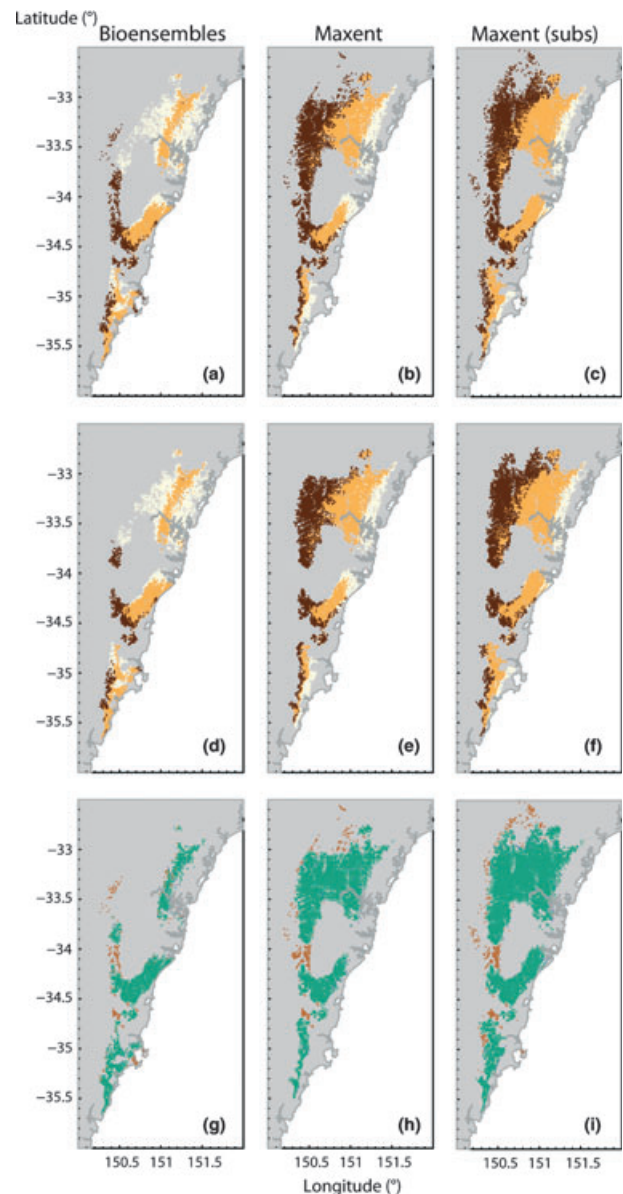 Latitude (°)
Bioensembles
Maxent
Maxent (subs)
−33
−33.5
−34
−34.5
−35
−35.5
(a)
(b)
(c)
−33
−33.5
−34
−34.5
−35
−35.5
(d)
(e)
(f)
−33
−33.5
−34
−34.5
−35
−35.5
(g)
(h)
(i)
150.5 151 151.5
150.5 151 151.5
150.5 151 151.5
Longitude (°)